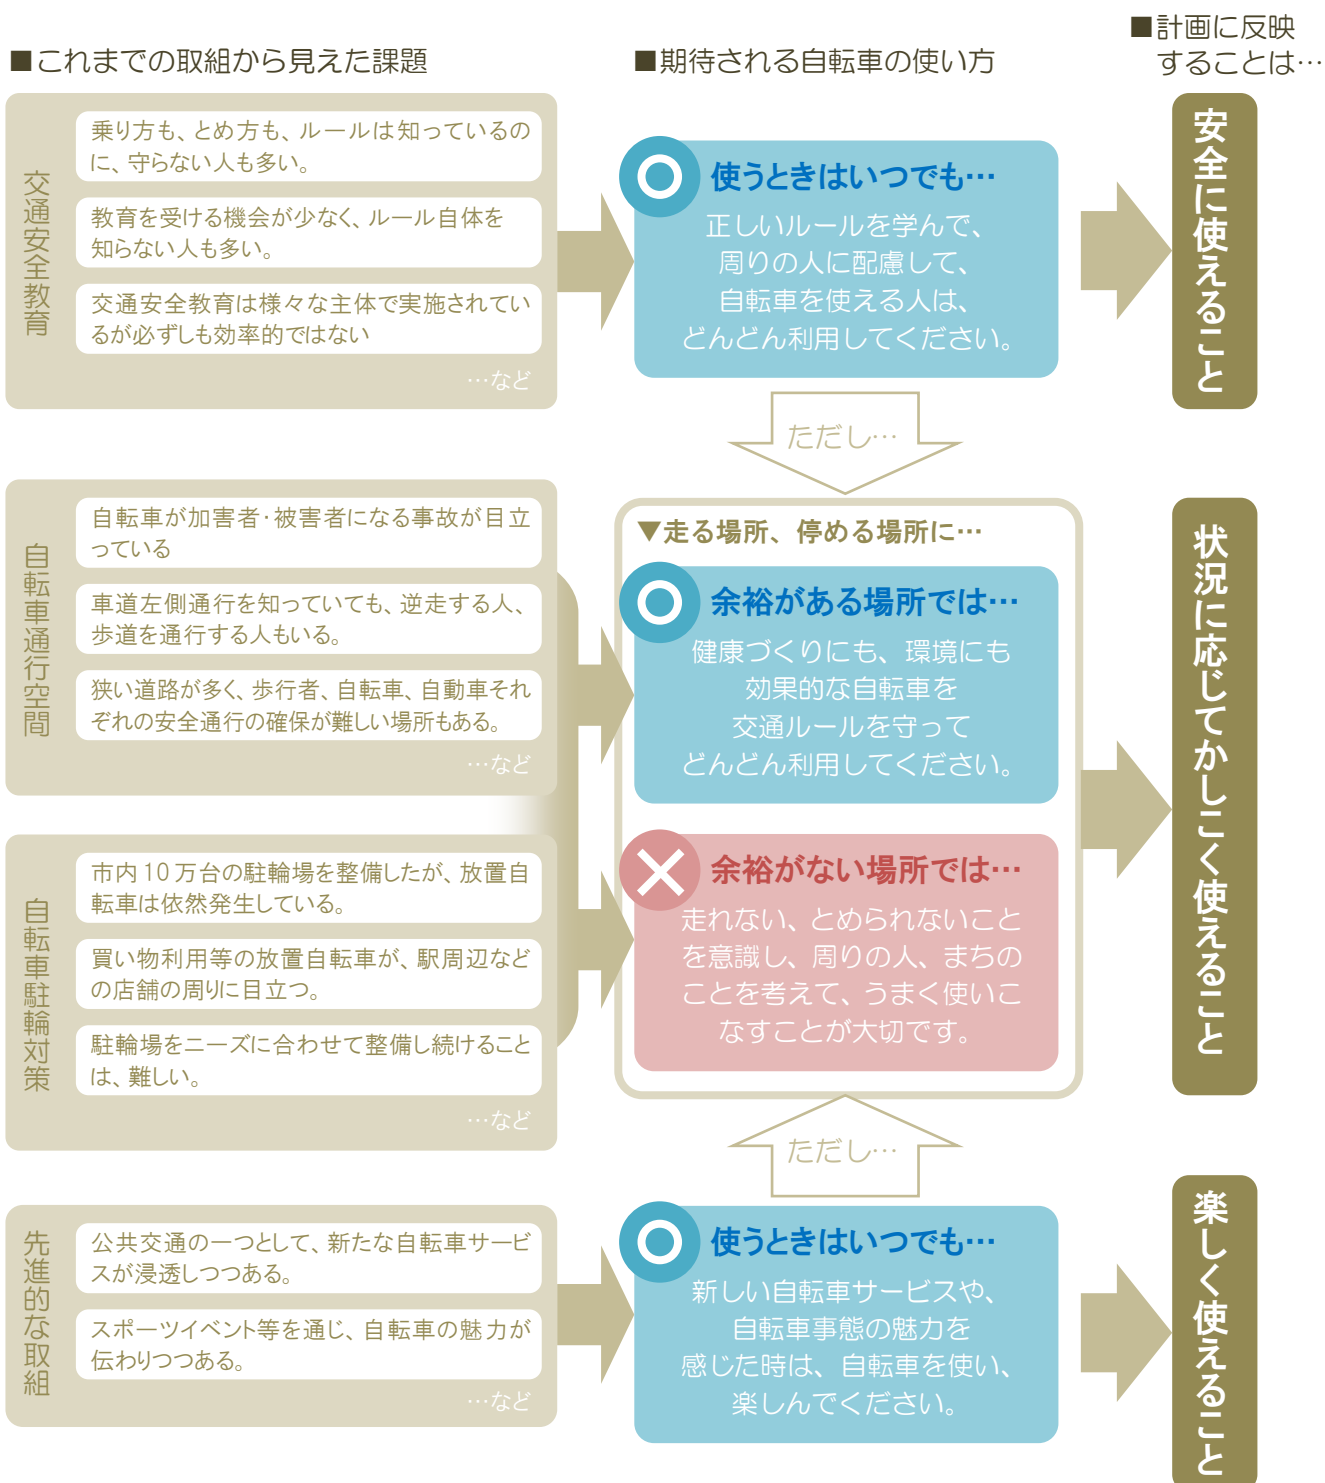 ■これまでの取組から見えた課題
■期待される自転車の使い方
■計画に反映
することは…
交通安全教育
乗り方も、とめ方も、ルールは知っているの
に、守らない人も多い。
教育を受ける機会が少なく、ルール自体を
知らない人も多い。
交通安全教育は様々な主体で実施されてい
るが必ずしも効率的ではない
…など
使うときはいつでも…
正しいルールを学んで、
周りの人に配慮して、
自転車を使える人は、
どんどん利用してください。
安全に使えること
ただし…
自転車通行空間
自転車が加害者・被害者になる事故が目立
っている
車道左側通行を知っていても、逆走する人、
歩道を通行する人もいる。
狭い道路が多く、歩行者、自転車、自動車それ
ぞれの安全通行の確保が難しい場所もある。
…など
自転車駐輪対策
市内10万台の駐輪場を整備したが、放置自
転車は依然発生している。
買い物利用等の放置自転車が、駅周辺など
の店舗の周りに目立つ。
駐輪場をニーズに合わせて整備し続けること
は、難しい。
…など
▼走る場所、停める場所に…
余裕がある場所では…
健康づくりにも、環境にも
効果的な自転車を
交通ルールを守って
どんどん利用してください。
余裕がない場所では…
走れない、とめられないこと
を意識し、周りの人、まちの
ことを考えて、うまく使いこ
なすことが大切です。
状況に応じてかしこく使えること
ただし…
先進的な取組
公共交通の一つとして、新たな自転車サービ
スが浸透しつつある。
スポーツイベント等を通じ、自転車の魅力が
伝わりつつある。
…など
使うときはいつでも…
新しい自転車サービスや、
自転車事態の魅力を
感じた時は、自転車を使い、
楽しんでください。
楽しく使えること